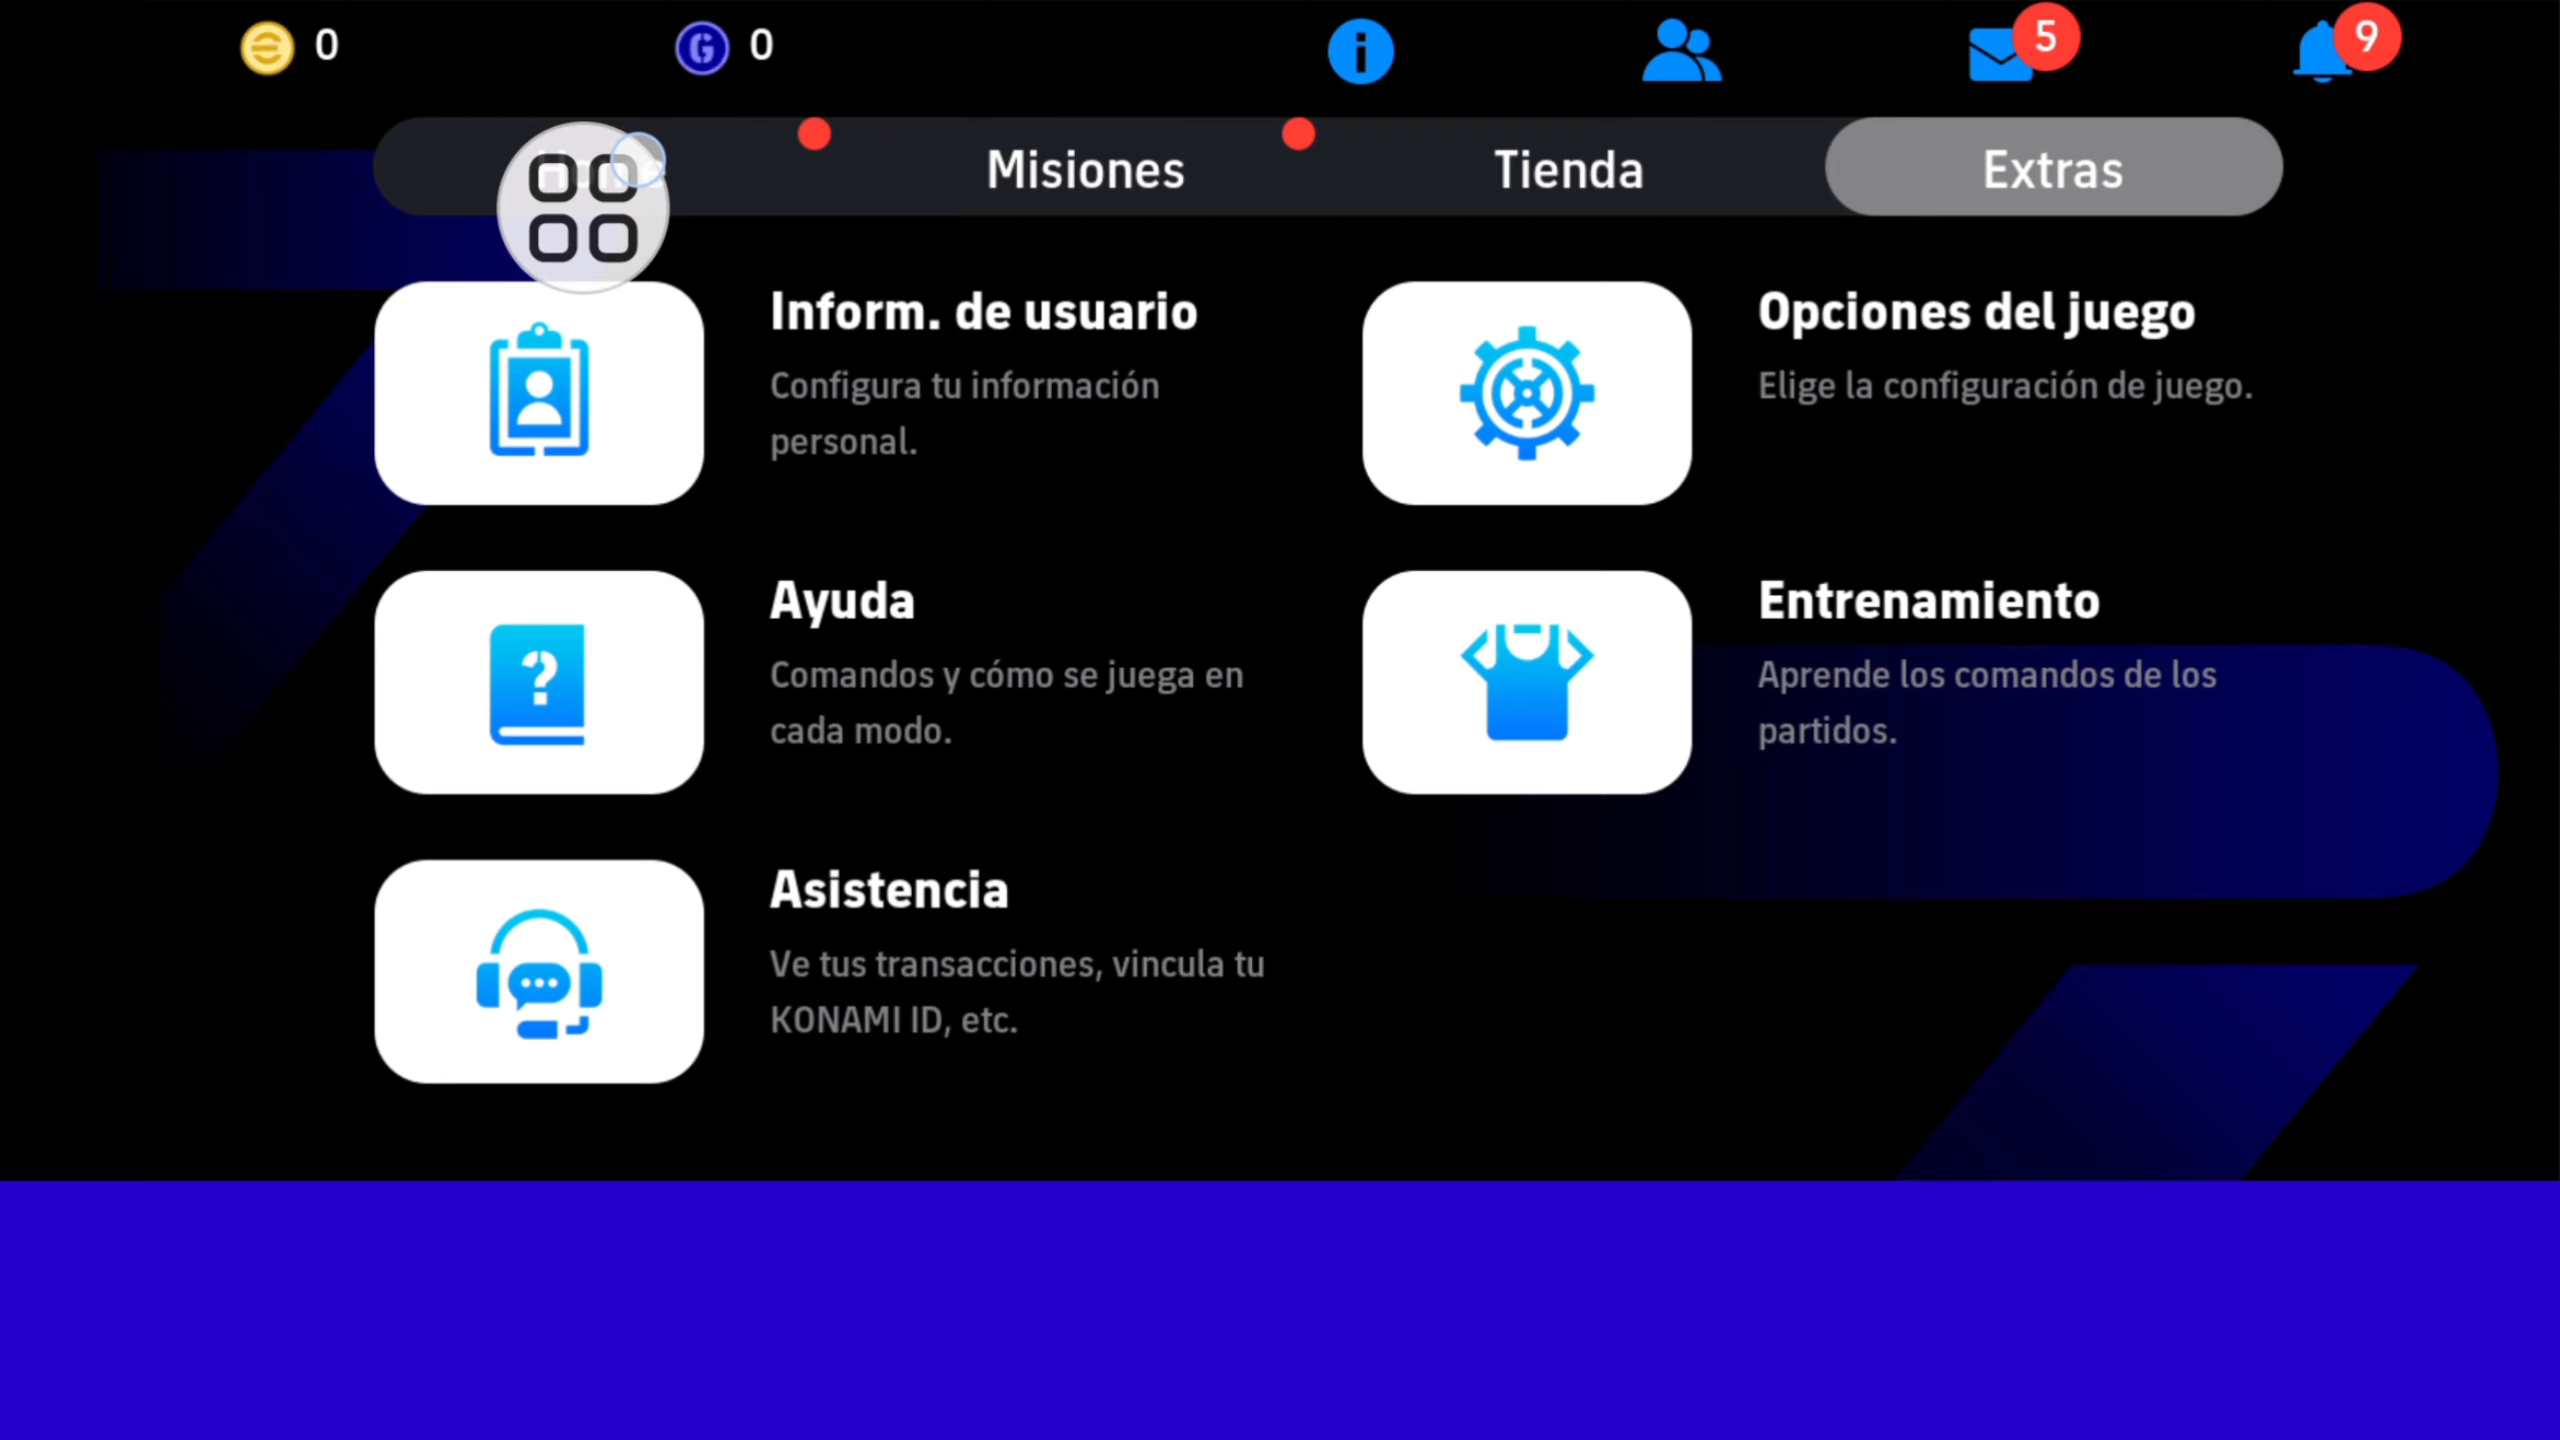 0
0
5
9
Misiones
Tienda
Extras
Inform. de usuario
Configura tu información
personal.
Opciones del juego
Elige la configuración de juego.
Ayuda
Comandos y cómo se juega en
cada modo.
Entrenamiento
Aprende los comandos de los
partidos.
Asistencia
Ve tus transacciones, vincula tu
KONAMI ID, etc.